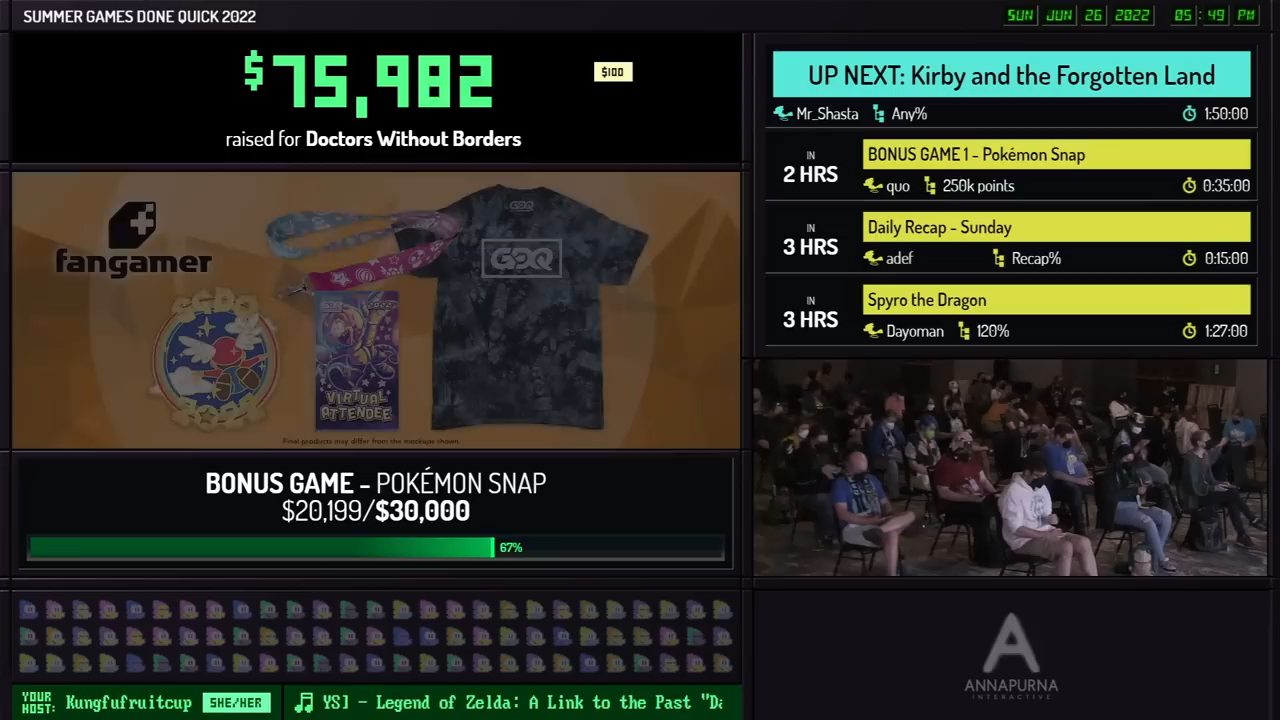 SUMMER GAMES DONE QUICK 2022
SUN JUN 26 2022 05:49 PM
$75,982
$100
raised for Doctors Without Borders
UP NEXT: Kirby and the Forgotten Land
Mr_Shasta Any% 1:50:00
IN 2 HRS
BONUS GAME 1 - Pokémon Snap
quo 250k points 0:35:00
IN 3 HRS
Daily Recap - Sunday
adef Recap% 0:15:00
IN 3 HRS
Spyro the Dragon
Dayoman 120% 1:27:00
fangamer
GDQ
GDQ
VIRTUAL
ATTENDEE
Final products may differ from the mockups shown.
BONUS GAME - POKÉMON SNAP
$20,199/$30,000
67%
YOUR HOST: Kungfufruitcup SHE/HER
YS] - Legend of Zelda: A Link to the Past "Da
ANNAPURNA
INTERACTIVE